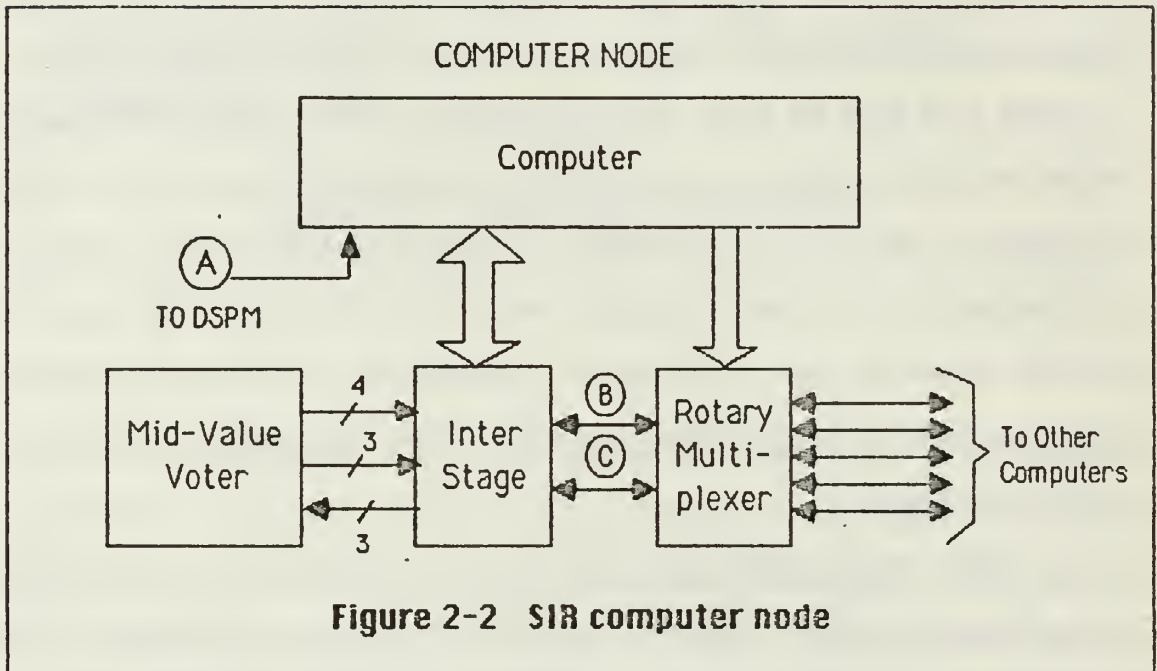 COMPUTER NODE
Computer
A
TO DSPM
Mid-Value
Voter
4
3
3
Inter
Stage
B
C
Rotary
Multi-
plexer
To Other
Computers
Figure 2-2 SIR computer node